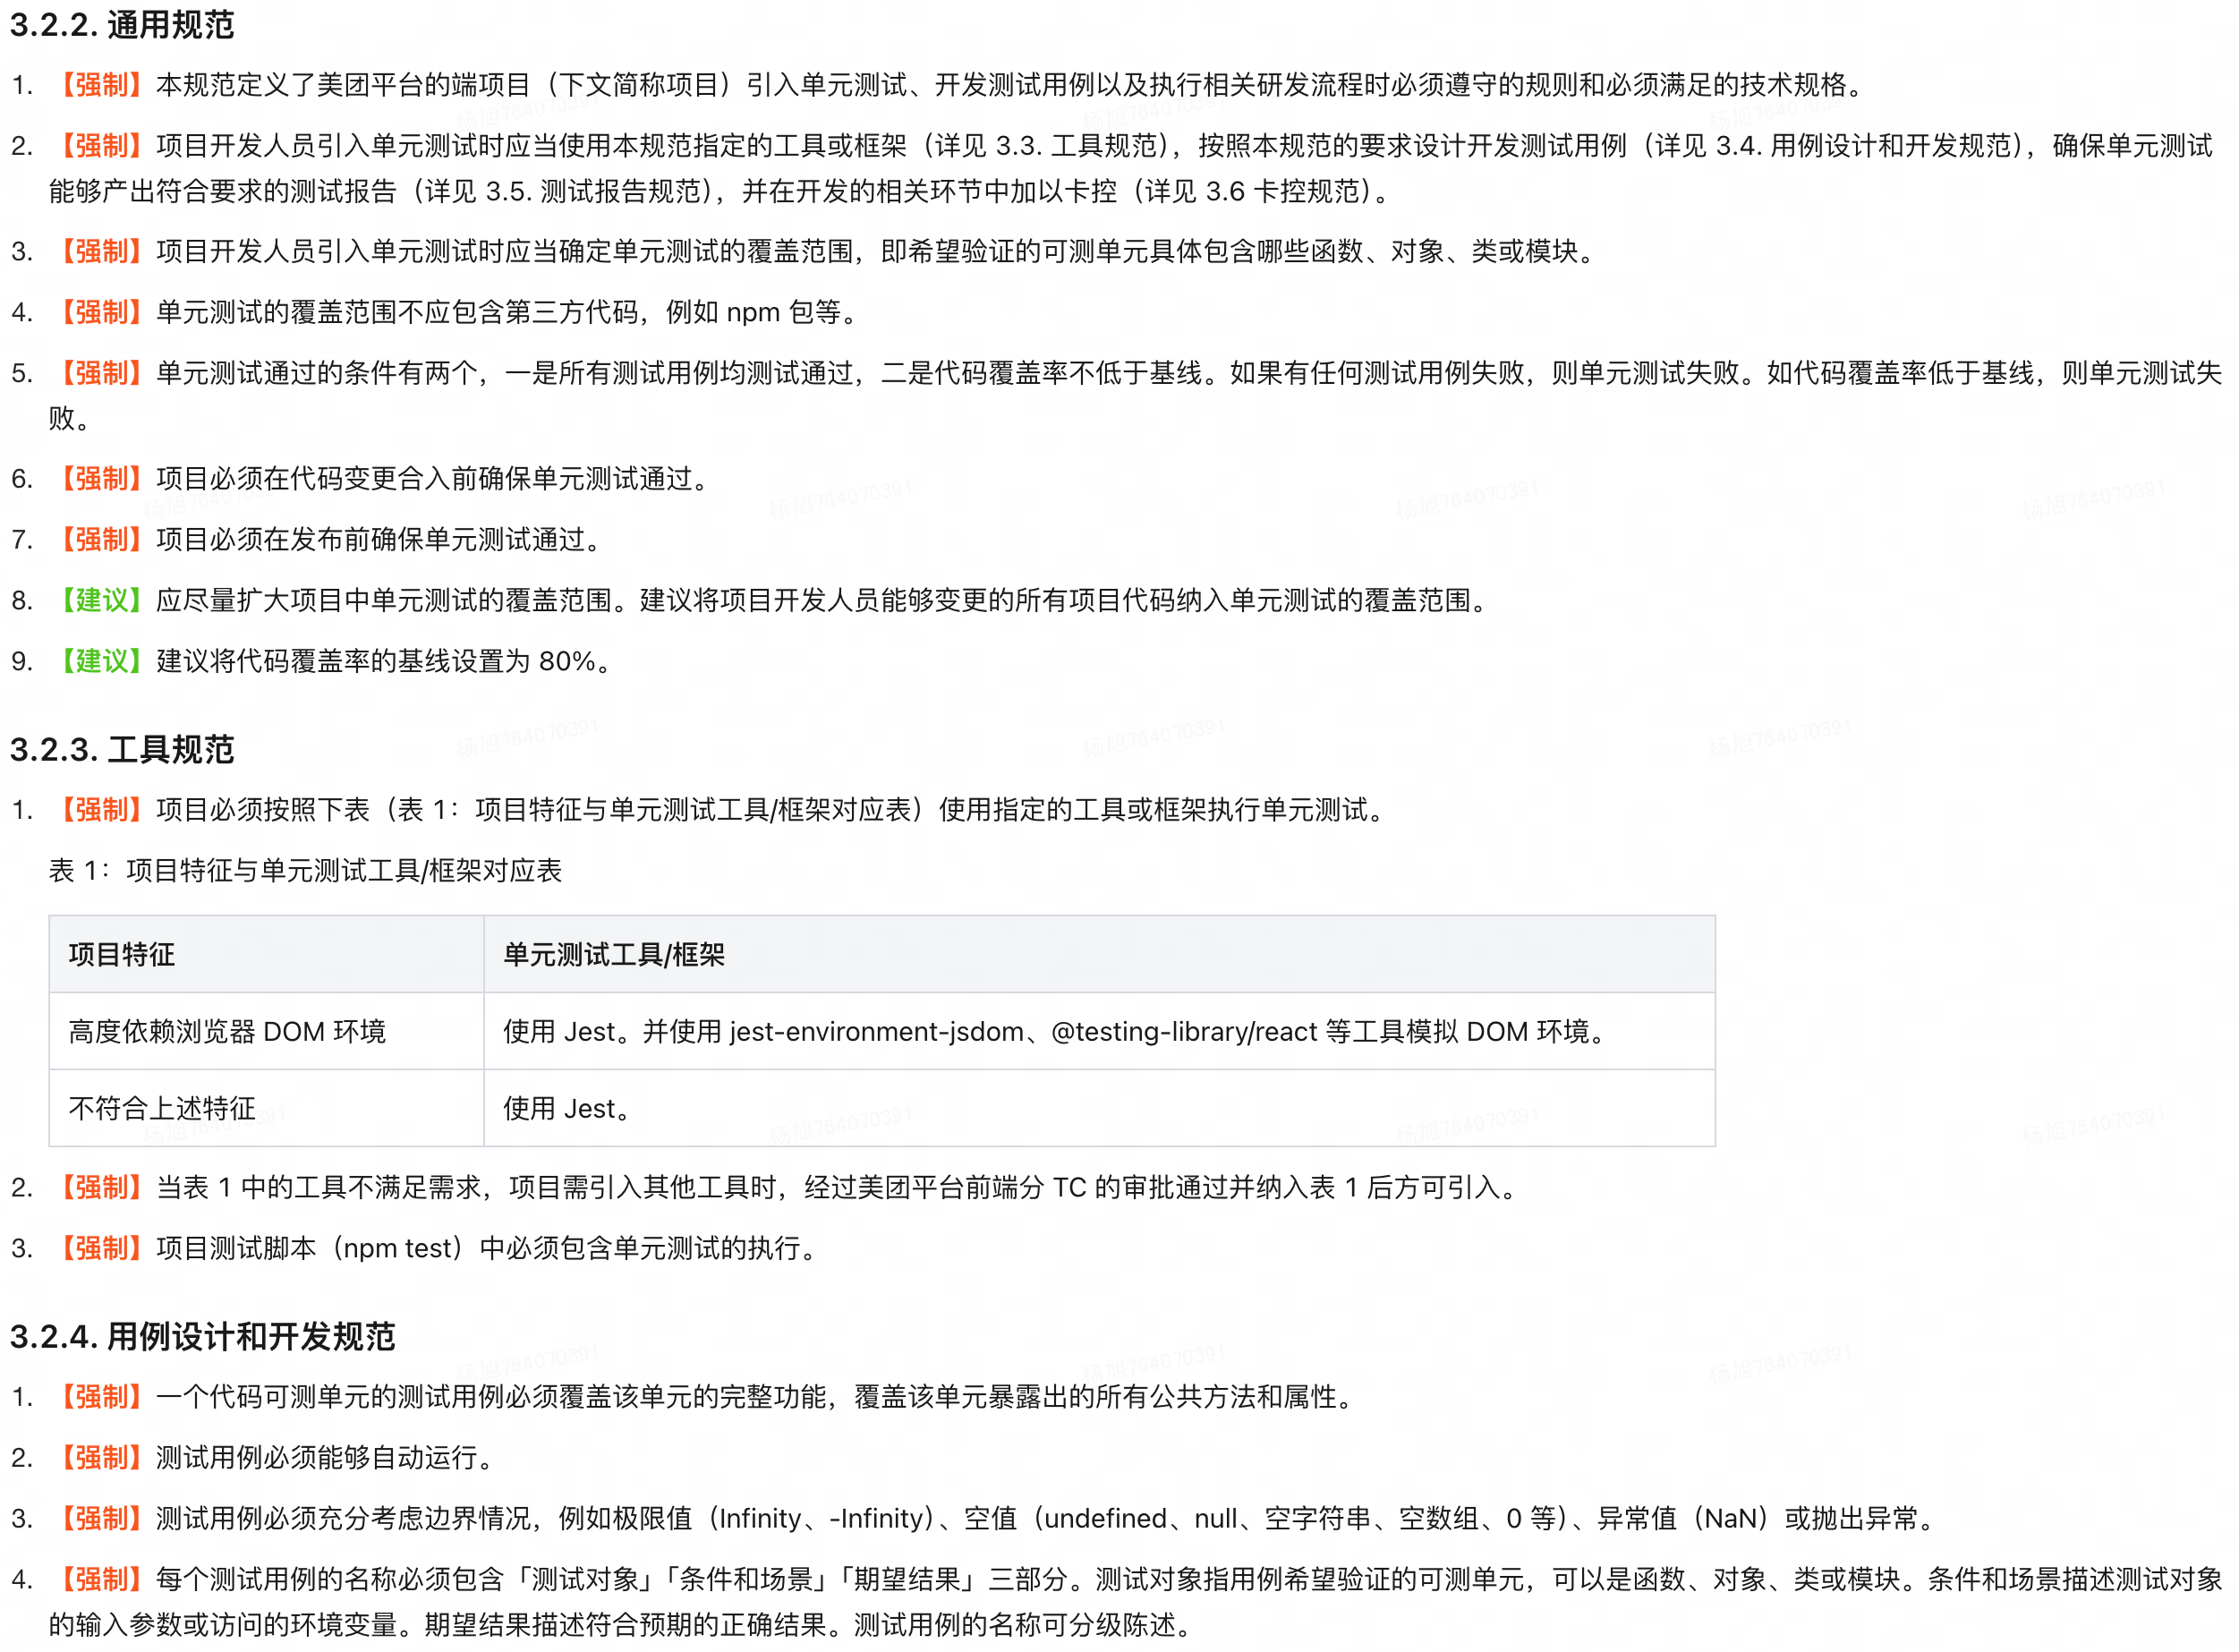 3.2.2. 通用规范
1. 【强制】本规范定义了美团平台的端项目（下文简称项目）引入单元测试、开发测试用例以及执行相关研发流程时必须遵守的规则和必须满足的技术规格。
2. 【强制】项目开发人员引入单元测试时应当使用本规范指定的工具或框架（详见 3.3. 工具规范），按照本规范的要求设计开发测试用例（详见 3.4. 用例设计和开发规范），确保单元测试
能够产出符合要求的测试报告（详见 3.5. 测试报告规范），并在开发的相关环节中加以卡控（详见 3.6 卡控规范）。
3. 【强制】项目开发人员引入单元测试时应当确定单元测试的覆盖范围，即希望验证的可测单元具体包含哪些函数、对象、类或模块。
4. 【强制】单元测试的覆盖范围不应包含第三方代码，例如 npm 包等。
5. 【强制】单元测试通过的条件有两个，一是所有测试用例均测试通过，二是代码覆盖率不低于基线。如果有任何测试用例失败，则单元测试失败。如代码覆盖率低于基线，则单元测试失
败。
6. 【强制】项目必须在代码变更合入前确保单元测试通过。
7. 【强制】项目必须在发布前确保单元测试通过。
8. 【建议】应尽量扩大项目中单元测试的覆盖范围。建议将项目开发人员能够变更的所有项目代码纳入单元测试的覆盖范围。
9. 【建议】建议将代码覆盖率的基线设置为 80%。
3.2.3. 工具规范
1. 【强制】项目必须按照下表（表 1：项目特征与单元测试工具/框架对应表）使用指定的工具或框架执行单元测试。
表 1：项目特征与单元测试工具/框架对应表
项目特征 单元测试工具/框架
高度依赖浏览器 DOM 环境 使用 Jest。并使用 jest-environment-jsdom、@testing-library/react 等工具模拟 DOM 环境。
不符合上述特征 使用 Jest。
2. 【强制】当表 1 中的工具不满足需求，项目需引入其他工具时，经过美团平台前端分 TC 的审批通过并纳入表 1 后方可引入。
3. 【强制】项目测试脚本（npm test）中必须包含单元测试的执行。
3.2.4. 用例设计和开发规范
1. 【强制】一个代码可测单元的测试用例必须覆盖该单元的完整功能，覆盖该单元暴露出的所有公共方法和属性。
2. 【强制】测试用例必须能够自动运行。
3. 【强制】测试用例必须充分考虑边界情况，例如极限值（Infinity、-Infinity）、空值（undefined、null、空字符串、空数组、0 等）、异常值（NaN）或抛出异常。
4. 【强制】每个测试用例的名称必须包含「测试对象」「条件和场景」「期望结果」三部分。测试对象指用例希望验证的可测单元，可以是函数、对象、类或模块。条件和场景描述测试对象
的输入参数或访问的环境变量。期望结果描述符合预期的正确结果。测试用例的名称可分级陈述。
杨旭764070391